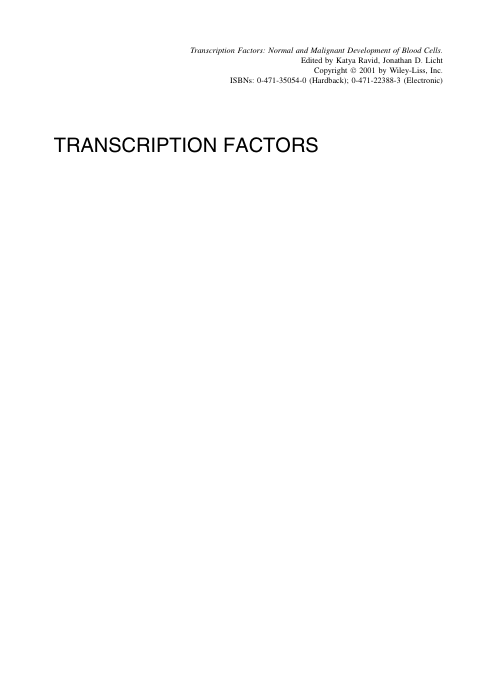 Transcription Factors: Normal and Malignant Development of Blood Cells.
Edited by Katya Ravid, Jonathan D. Licht
Copyright © 2001 by Wiley-Liss, Inc.
ISBNs: 0-471-35054-0 (Hardback); 0-471-22388-3 (Electronic)
TRANSCRIPTION FACTORS